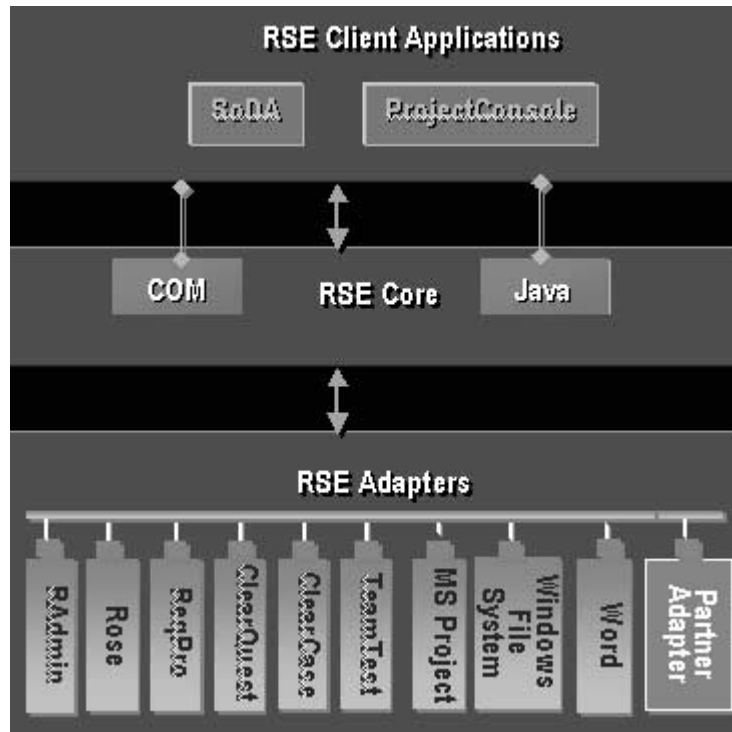 RSE Client Applications
SoDA
ProjectConsole
COM
RSE Core
Java
RSE Adapters
RAdmin
Rose
ReqPro
ClearQuest
ClearCase
TeamTest
MS Project
Windows
File
System
Word
Partner
Adapter